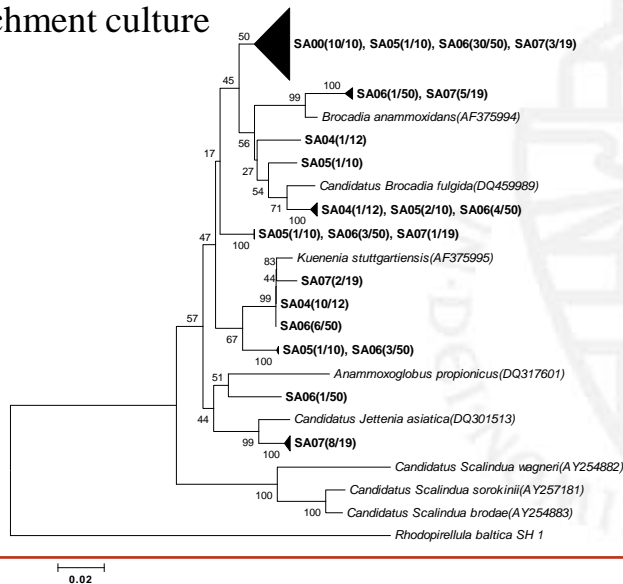 chment culture
50
SA00(10/10), SA05(1/10), SA06(30/50), SA07(3/19)
45
100
SA06(1/50), SA07(5/19)
99
Brocadia anammoxidans(AF375994)
SA04(1/12)
56
17
SA05(1/10)
27
54
Candidatus Brocadia fulgida(DQ459989)
71
SA04(1/12), SA05(2/10), SA06(4/50)
100
SA05(1/10), SA06(3/50), SA07(1/19)
100
47
83
Kuenenia stuttgartiensis(AF375995)
44
SA07(2/19)
99
SA04(10/12)
SA06(6/50)
57
67
SA05(1/10), SA06(3/50)
100
Anammoxoglobus propionicus(DQ317601)
51
SA06(1/50)
44
Candidatus Jettenia asiatica(DQ301513)
99
SA07(8/19)
100
Candidatus Scalindua wagneri(AY254882)
100
Candidatus Scalindua sorokinii(AY257181)
100
Candidatus Scalindua brodae(AY254883)
Rhodopirellula baltica SH 1
0.02